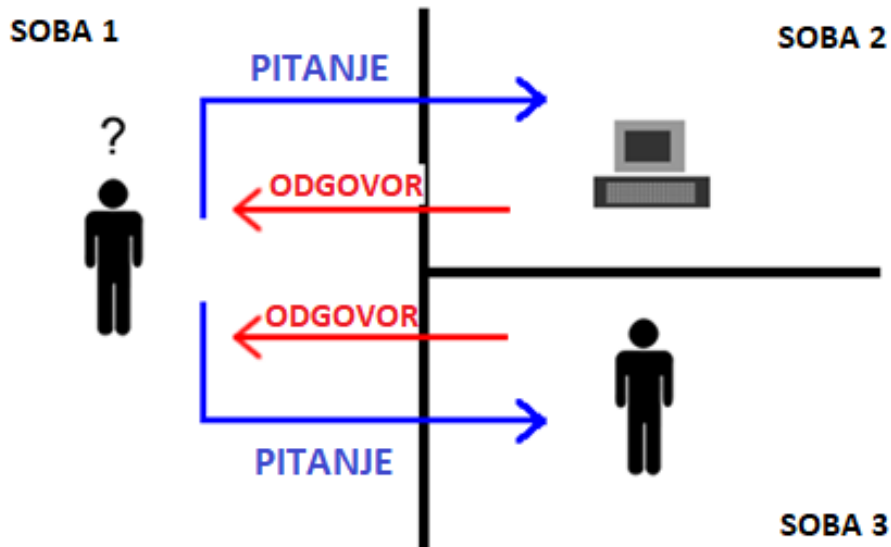 SOBA 1
SOBA 2
PITANJE
?
ODGOVOR
ODGOVOR
PITANJE
SOBA 3